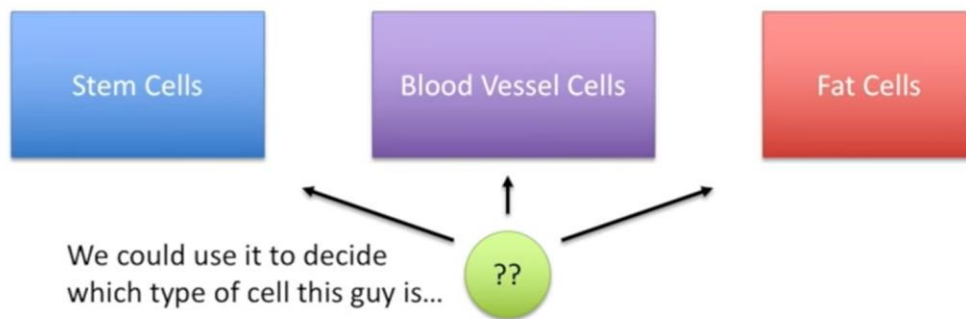 Stem Cells
Blood Vessel Cells
Fat Cells
We could use it to decide
which type of cell this guy is...
??